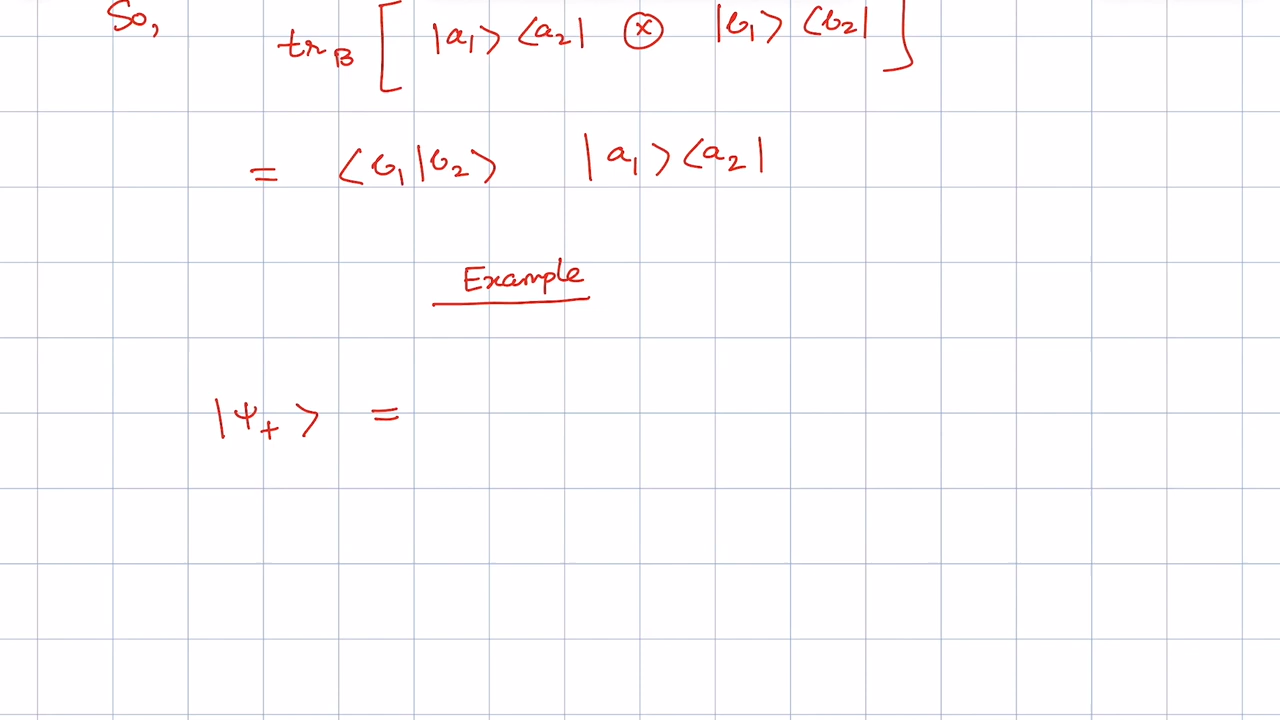 So,
tr_B [ |a₁> <a₂| ⊗ |b₁> <b₂| ]
= <b₁|b₂> |a₁> <a₂|
Example
|Ψ₊> =